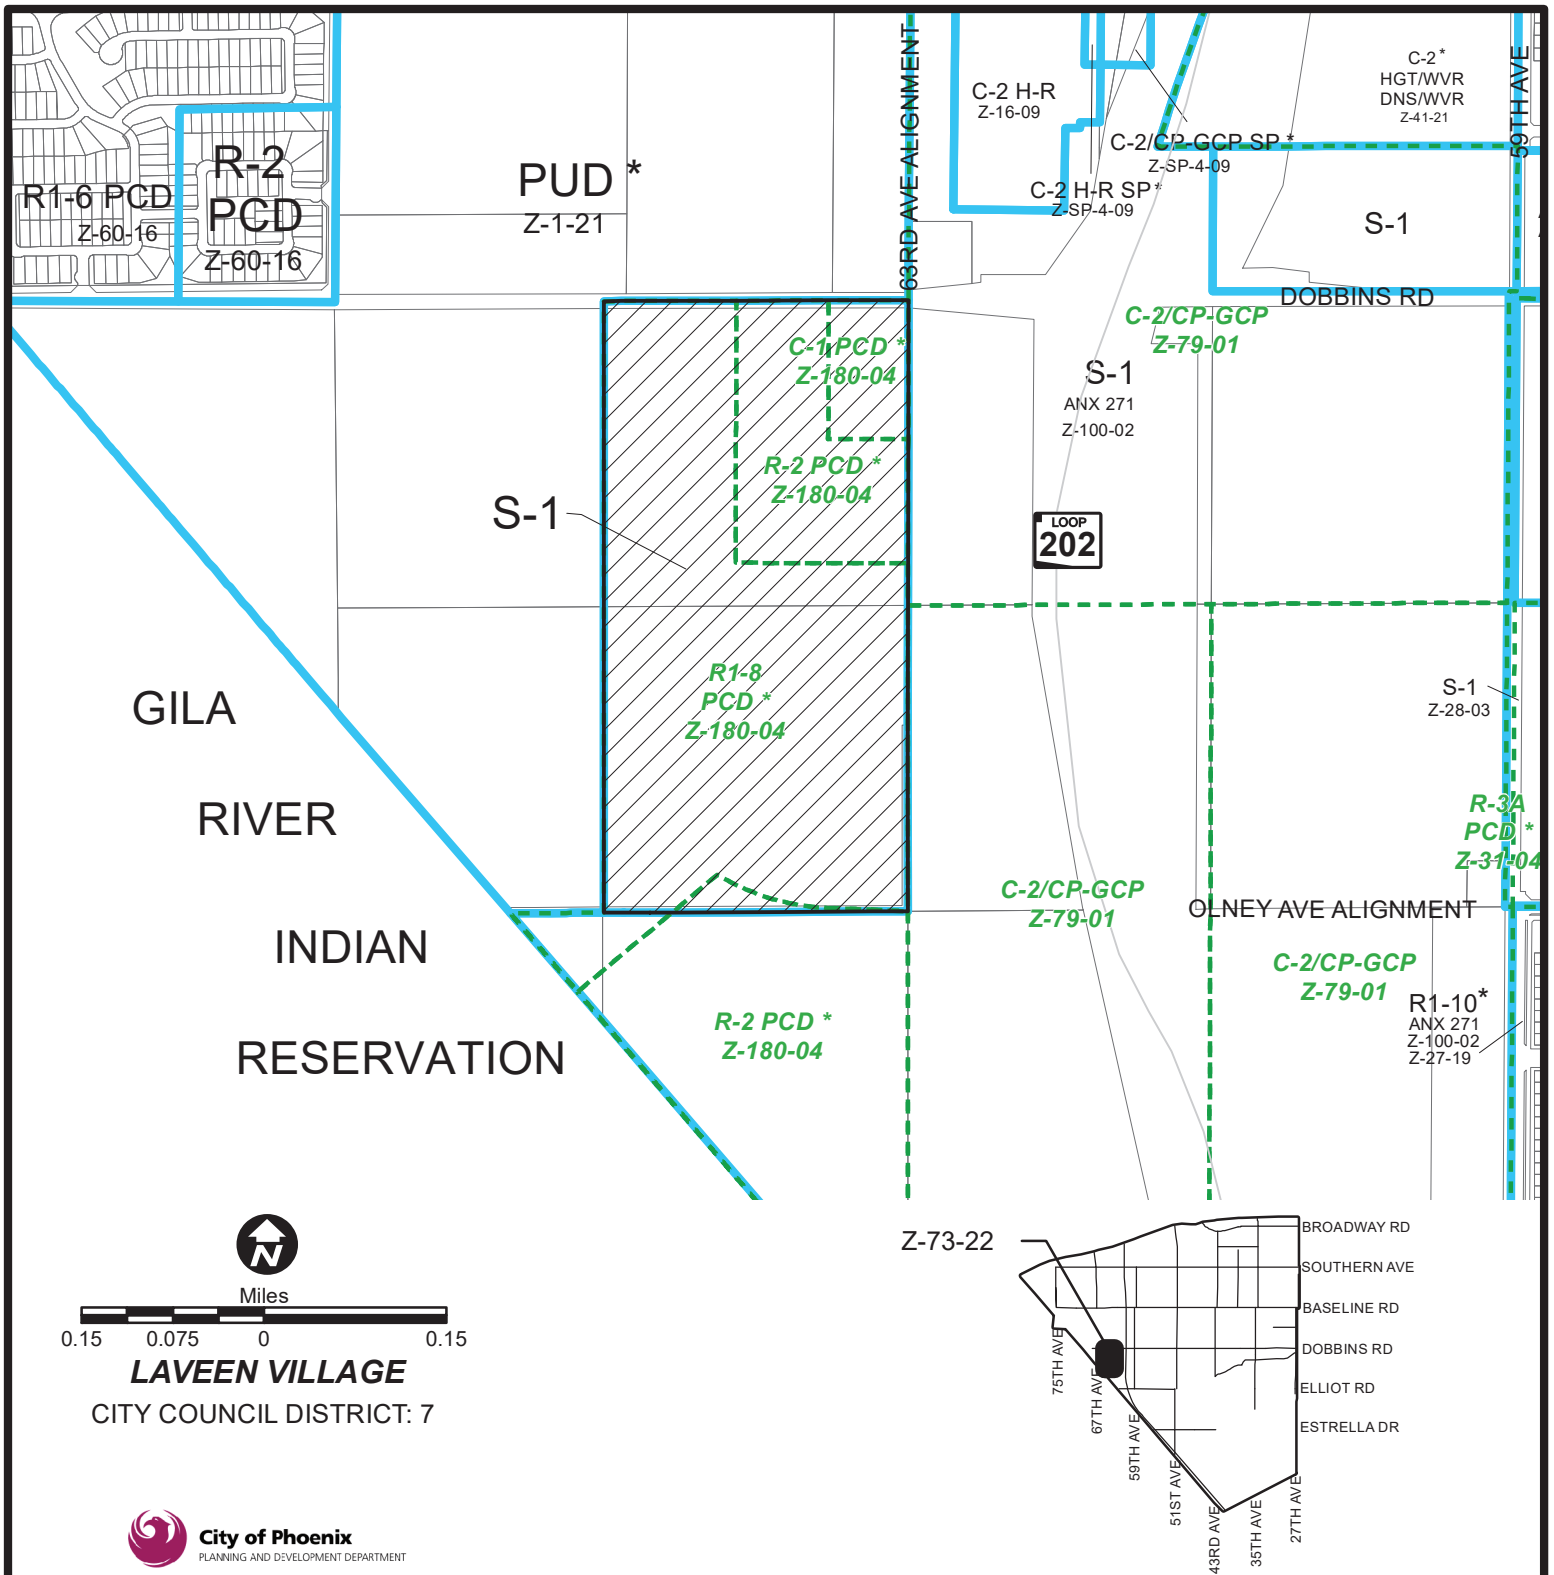 R1-6 PCD
Z-60-16
R-2
PCD
Z-60-16
PUD *
Z-1-21
63RD AVE ALIGNMENT
C-2 H-R
Z-16-09
C-2/CP-GCP SP *
Z-SP-4-09
C-2 H-R SP*
Z-SP-4-09
C-2 *
HGT/WVR
DNS/WVR
Z-41-21
59TH AVE
S-1
DOBBINS RD
C-2/CP-GCP
Z-79-01
C-1 PCD *
Z-180-04
S-1
ANX 271
Z-100-02
R-2 PCD *
Z-180-04
S-1
LOOP
202
R1-8
PCD *
Z-180-04
S-1
Z-28-03
GILA
RIVER
INDIAN
RESERVATION
R-3A
PCD *
Z-31-04
C-2/CP-GCP
Z-79-01
OLNEY AVE ALIGNMENT
C-2/CP-GCP
Z-79-01
R1-10*
ANX 271
Z-100-02
Z-27-19
R-2 PCD *
Z-180-04
N
Miles
0.15 0.075 0 0.15
LAVEEN VILLAGE
CITY COUNCIL DISTRICT: 7
City of Phoenix
PLANNING AND DEVELOPMENT DEPARTMENT
Z-73-22
BROADWAY RD
SOUTHERN AVE
BASELINE RD
DOBBINS RD
ELLIOT RD
ESTRELLA DR
75TH AVE
67TH AVE
59TH AVE
51ST AVE
43RD AVE
35TH AVE
27TH AVE